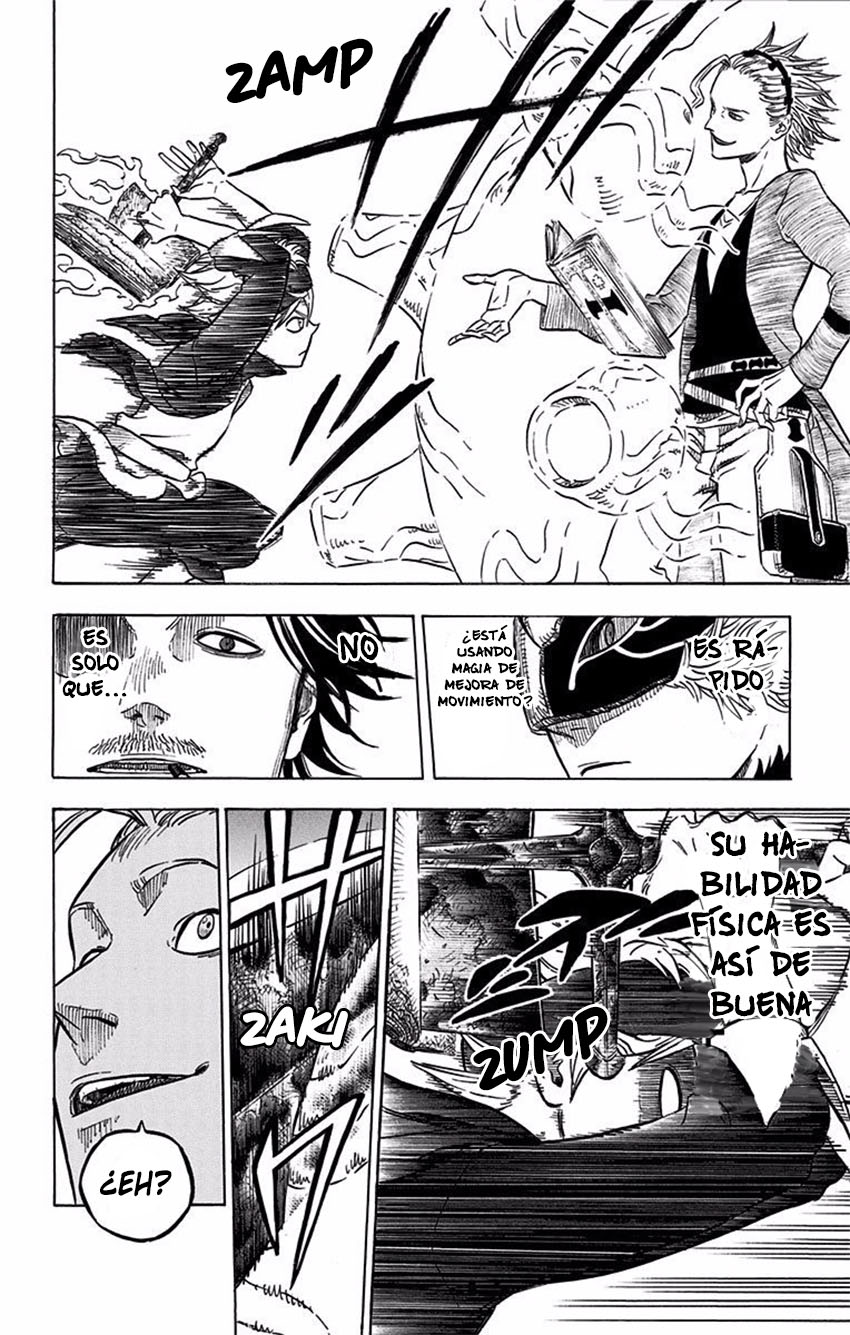 ZAMP
ES RÁ-
PIDO
¿ESTÁ
USANDO
MAGIA DE
MEJORA DE
MOVIMIENTO?
NO
ES
SOLO
QUE...
SU HA-
BILIDAD
FÍSICA ES
ASÍ DE
BUENA
ZUMP
ZAKI
¿EH?